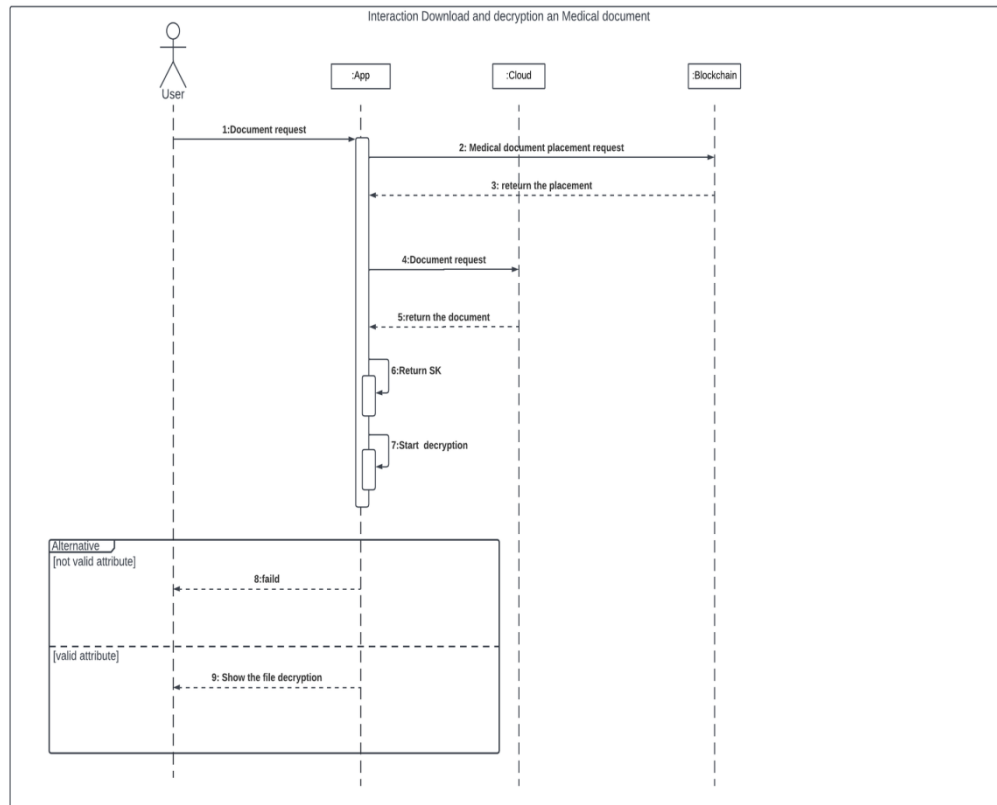 Interaction Download and decryption an Medical document
User
:App
:Cloud
:Blockchain
1:Document request
2: Medical document placement request
3: reteurn the placement
4:Document request
5:return the document
6:Return SK
7:Start decryption
Alternative
[not valid attribute]
8:faild
[valid attribute]
9: Show the file decryption